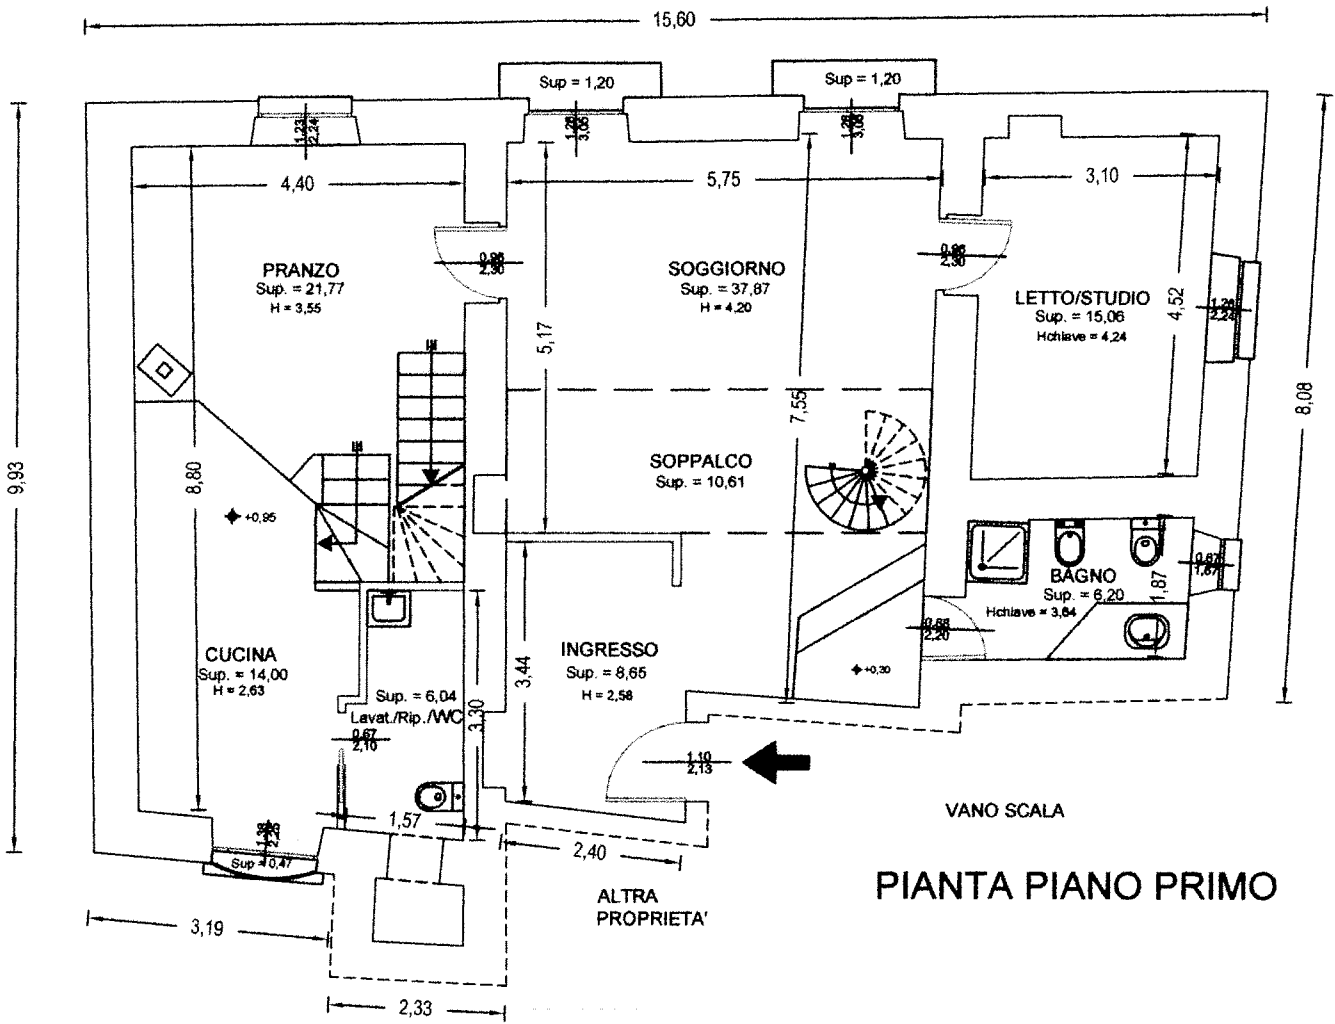 15,60
Sup = 1,20
Sup = 1,20
1,23
2,24
1,26
3,06
1,26
3,06
4,40
5,75
3,10
0,96
2,30
0,96
2,30
PRANZO
Sup. = 21,77
H = 3,55
SOGGIORNO
Sup. = 37,87
H = 4,20
LETTO/STUDIO
Sup. = 15,06
Hchiave = 4,24
1,26
2,24
4,52
5,17
8,08
7,55
9,93
8,80
SOPPALCO
Sup. = 10,61
+0,95
0,67
1,67
BAGNO
Sup. = 6,20
Hchiave = 3,64
1,87
0,68
2,20
+0,30
CUCINA
Sup. = 14,00
H = 2,63
INGRESSO
Sup. = 8,65
H = 2,58
3,44
Sup. = 6,04
Lavat./Rip./WC
3,30
0,67
2,10
1,10
2,13
1,57
2,40
Sup = 0,47
VANO SCALA
ALTRA
PROPRIETA'
PIANTA PIANO PRIMO
3,19
2,33